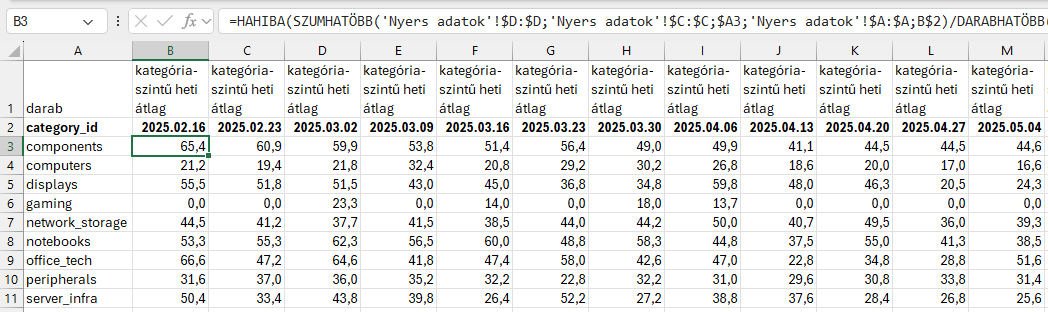 B3 =HAHIBA(SZUMHATÖBB('Nyers adatok'!$D:$D;'Nyers adatok'!$C:$C;$A3;'Nyers adatok'!$A:$A;B$2)/DARABHATÖBB(
A B C D E F G H I J K L M
kategória- kategória- kategória- kategória- kategória- kategória- kategória- kategória- kategória- kategória- kategória- kategória-
szintű heti szintű heti szintű heti szintű heti szintű heti szintű heti szintű heti szintű heti szintű heti szintű heti szintű heti szintű heti
1 darab átlag átlag átlag átlag átlag átlag átlag átlag átlag átlag átlag átlag
2 category_id 2025.02.16 2025.02.23 2025.03.02 2025.03.09 2025.03.16 2025.03.23 2025.03.30 2025.04.06 2025.04.13 2025.04.20 2025.04.27 2025.05.04
3 components 65,4 60,9 59,9 53,8 51,4 56,4 49,0 49,9 41,1 44,5 44,5 44,6
4 computers 21,2 19,4 21,8 32,4 20,8 29,2 30,2 26,8 18,6 20,0 17,0 16,6
5 displays 55,5 51,8 51,5 43,0 45,0 36,8 34,8 59,8 48,0 46,3 20,5 24,3
6 gaming 0,0 0,0 23,3 0,0 14,0 0,0 18,0 13,7 0,0 0,0 0,0 0,0
7 network_storage 44,5 41,2 37,7 41,5 38,5 44,0 44,2 50,0 40,7 49,5 36,0 39,3
8 notebooks 53,3 55,3 62,3 56,5 60,0 48,8 58,3 44,8 37,5 55,0 41,3 38,5
9 office_tech 66,6 47,2 64,6 41,8 47,4 58,0 42,6 47,0 22,8 34,8 28,8 51,6
10 peripherals 31,6 37,0 36,0 35,2 32,2 22,8 32,2 31,0 29,6 30,8 33,8 31,4
11 server_infra 50,4 33,4 43,8 39,8 26,4 52,2 27,2 38,8 37,6 28,4 26,8 25,6